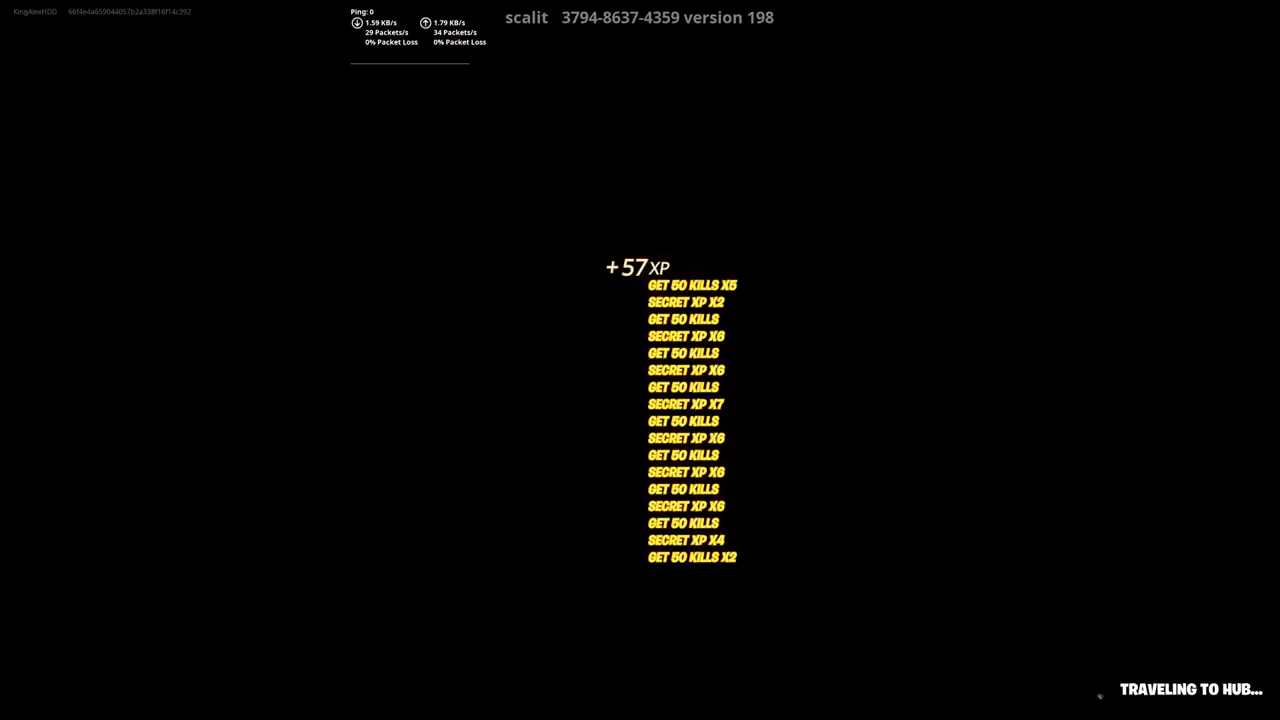 KingAlexHDD 66f4e4a659044057b2a338f16f14c392
Ping: 0
1.59 KB/s 1.79 KB/s
29 Packets/s 34 Packets/s
0% Packet Loss 0% Packet Loss
scalit 3794-8637-4359 version 198
+57 XP
GET 50 KILLS X5
SECRET XP X2
GET 50 KILLS
SECRET XP X6
GET 50 KILLS
SECRET XP X6
GET 50 KILLS
SECRET XP X7
GET 50 KILLS
SECRET XP X6
GET 50 KILLS
SECRET XP X6
GET 50 KILLS
SECRET XP X6
GET 50 KILLS
SECRET XP X4
GET 50 KILLS X2
TRAVELING TO HUB...